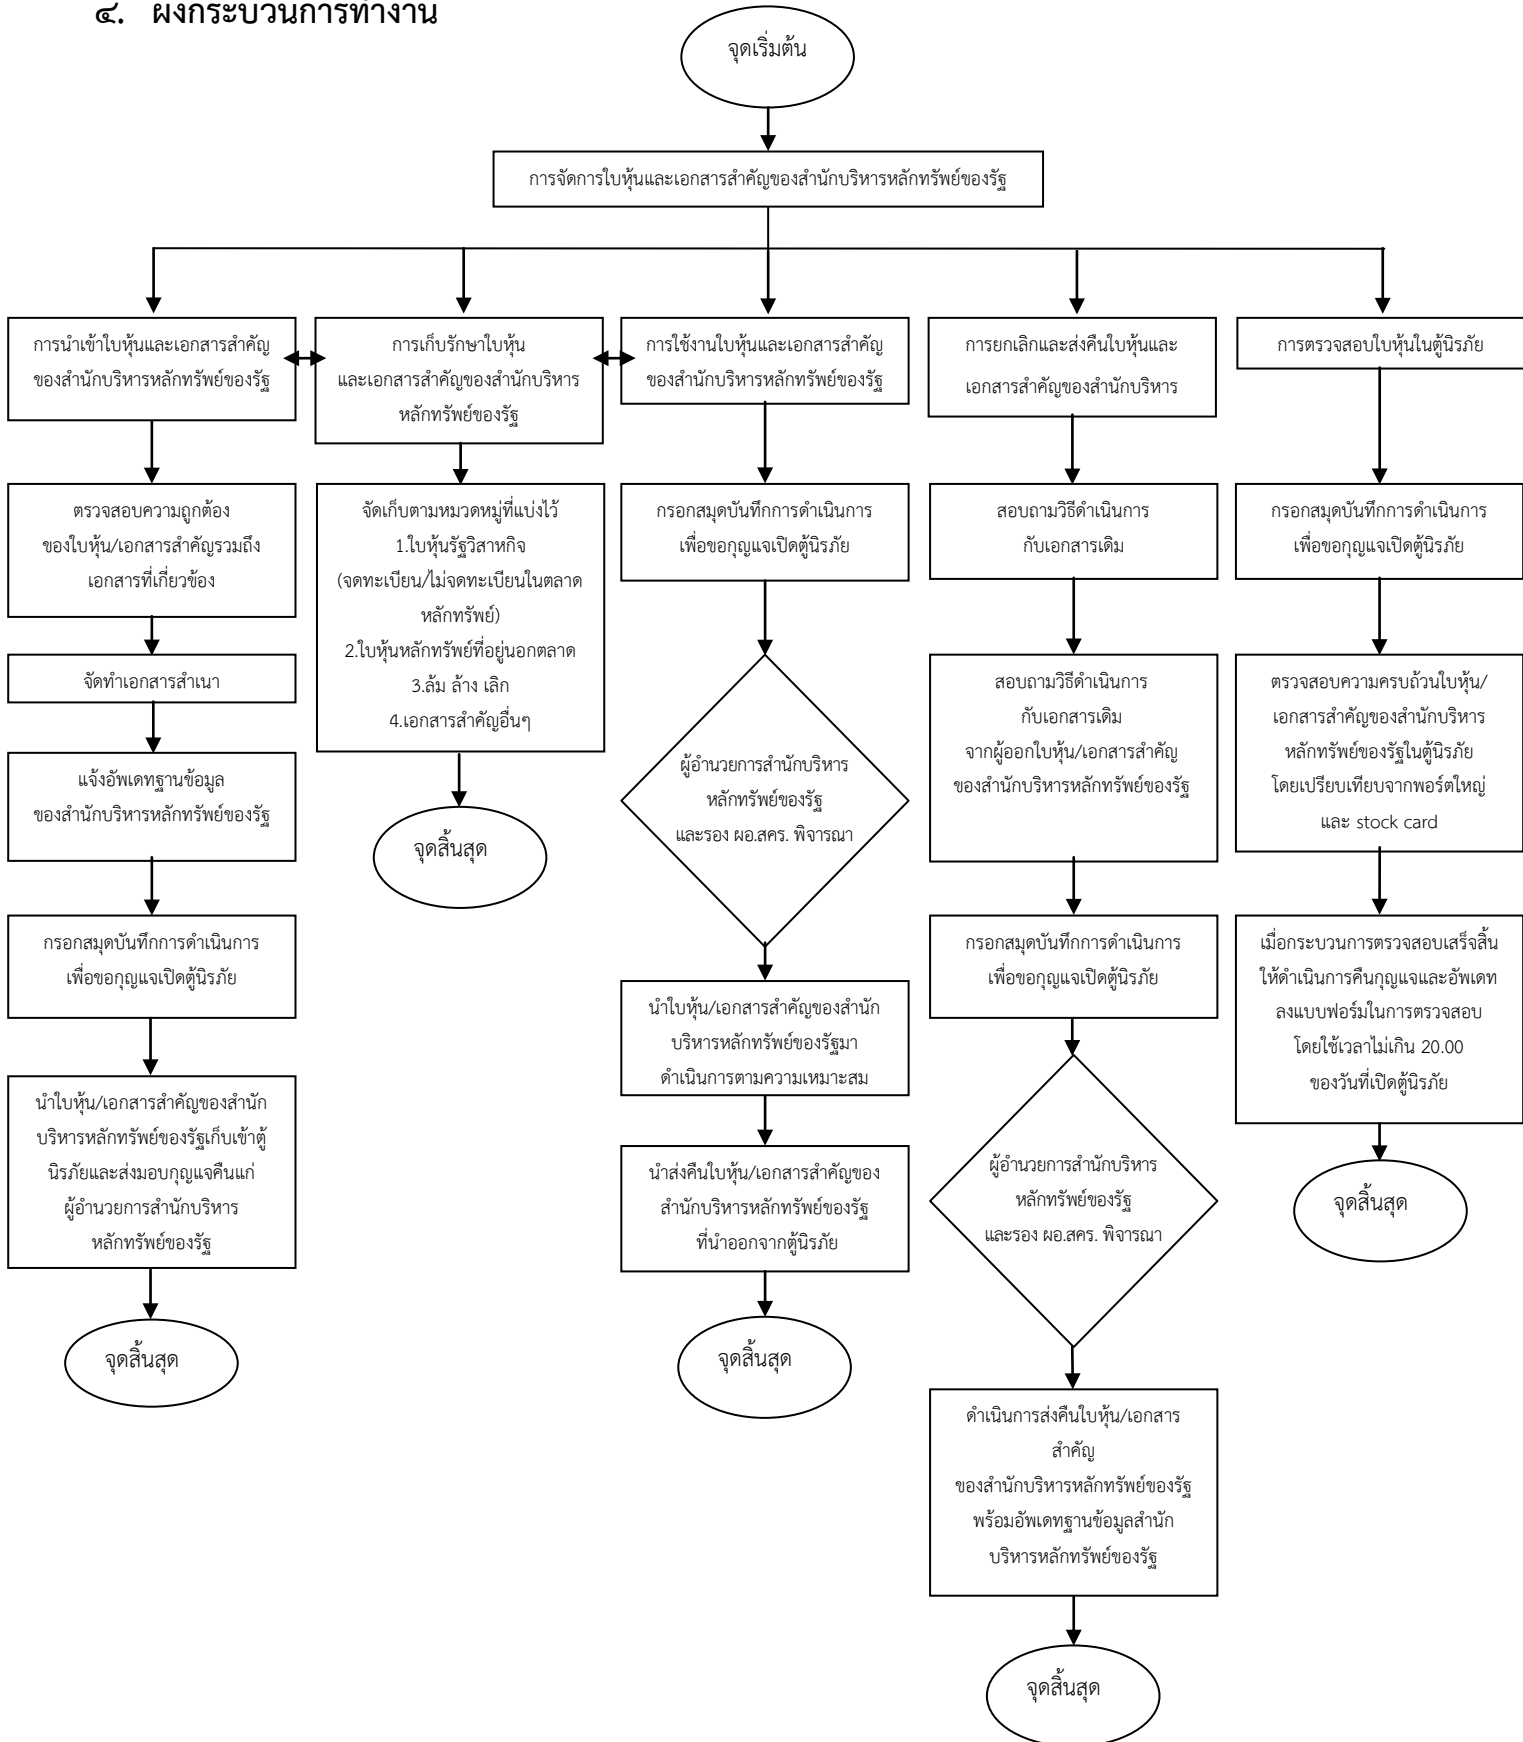 ๔. ผังกระบวนการทำงาน
จุดเริ่มต้น
การจัดการใบหุ้นและเอกสารสำคัญของสำนักบริหารหลักทรัพย์ของรัฐ
การนำเข้าใบหุ้นและเอกสารสำคัญ
ของสำนักบริหารหลักทรัพย์ของรัฐ
ตรวจสอบความถูกต้อง
ของใบหุ้น/เอกสารสำคัญรวมถึง
เอกสารที่เกี่ยวข้อง
จัดทำเอกสารสำเนา
แจ้งอัพเดทฐานข้อมูล
ของสำนักบริหารหลักทรัพย์ของรัฐ
กรอกสมุดบันทึกการดำเนินการ
เพื่อขอกุญแจเปิดตู้นิรภัย
นำใบหุ้น/เอกสารสำคัญของสำนัก
บริหารหลักทรัพย์ของรัฐเก็บเข้าตู้
นิรภัยและส่งมอบกุญแจคืนแก่
ผู้อำนวยการสำนักบริหาร
หลักทรัพย์ของรัฐ
จุดสิ้นสุด
การเก็บรักษาใบหุ้น
และเอกสารสำคัญของสำนักบริหาร
หลักทรัพย์ของรัฐ
จัดเก็บตามหมวดหมู่ที่แบ่งไว้
1.ใบหุ้นรัฐวิสาหกิจ
(จดทะเบียน/ไม่จดทะเบียนในตลาด
หลักทรัพย์)
2.ใบหุ้นหลักทรัพย์ที่อยู่นอกตลาด
3.ล้ม ล้าง เลิก
4.เอกสารสำคัญอื่นๆ
จุดสิ้นสุด
การใช้งานใบหุ้นและเอกสารสำคัญ
ของสำนักบริหารหลักทรัพย์ของรัฐ
กรอกสมุดบันทึกการดำเนินการ
เพื่อขอกุญแจเปิดตู้นิรภัย
ผู้อำนวยการสำนักบริหาร
หลักทรัพย์ของรัฐ
และรอง ผอ.สคร. พิจารณา
นำใบหุ้น/เอกสารสำคัญของสำนัก
บริหารหลักทรัพย์ของรัฐมา
ดำเนินการตามความเหมาะสม
นำส่งคืนใบหุ้น/เอกสารสำคัญของ
สำนักบริหารหลักทรัพย์ของรัฐ
ที่นำออกจากตู้นิรภัย
จุดสิ้นสุด
การยกเลิกและส่งคืนใบหุ้นและ
เอกสารสำคัญของสำนักบริหาร
สอบถามวิธีดำเนินการ
กับเอกสารเดิม
สอบถามวิธีดำเนินการ
กับเอกสารเดิม
จากผู้ออกใบหุ้น/เอกสารสำคัญ
ของสำนักบริหารหลักทรัพย์ของรัฐ
กรอกสมุดบันทึกการดำเนินการ
เพื่อขอกุญแจเปิดตู้นิรภัย
ผู้อำนวยการสำนักบริหาร
หลักทรัพย์ของรัฐ
และรอง ผอ.สคร. พิจารณา
ดำเนินการส่งคืนใบหุ้น/เอกสาร
สำคัญ
ของสำนักบริหารหลักทรัพย์ของรัฐ
พร้อมอัพเดทฐานข้อมูลสำนัก
บริหารหลักทรัพย์ของรัฐ
จุดสิ้นสุด
การตรวจสอบใบหุ้นในตู้นิรภัย
กรอกสมุดบันทึกการดำเนินการ
เพื่อขอกุญแจเปิดตู้นิรภัย
ตรวจสอบความครบถ้วนใบหุ้น/
เอกสารสำคัญของสำนักบริหาร
หลักทรัพย์ของรัฐในตู้นิรภัย
โดยเปรียบเทียบจากพอร์ตใหญ่
และ stock card
เมื่อกระบวนการตรวจสอบเสร็จสิ้น
ให้ดำเนินการคืนกุญแจและอัพเดท
ลงแบบฟอร์มในการตรวจสอบ
โดยใช้เวลาไม่เกิน 20.00
ของวันที่เปิดตู้นิรภัย
จุดสิ้นสุด